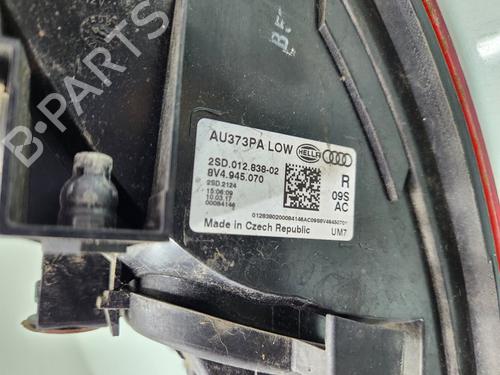 B-PARTS
AU373PA LOW HELLA
2SD.012.838-02
8V4.945.070
2SD.2124
15:06:09
10.03.17
00084146
R
09S
AC
Made in Czech Republic
UM7